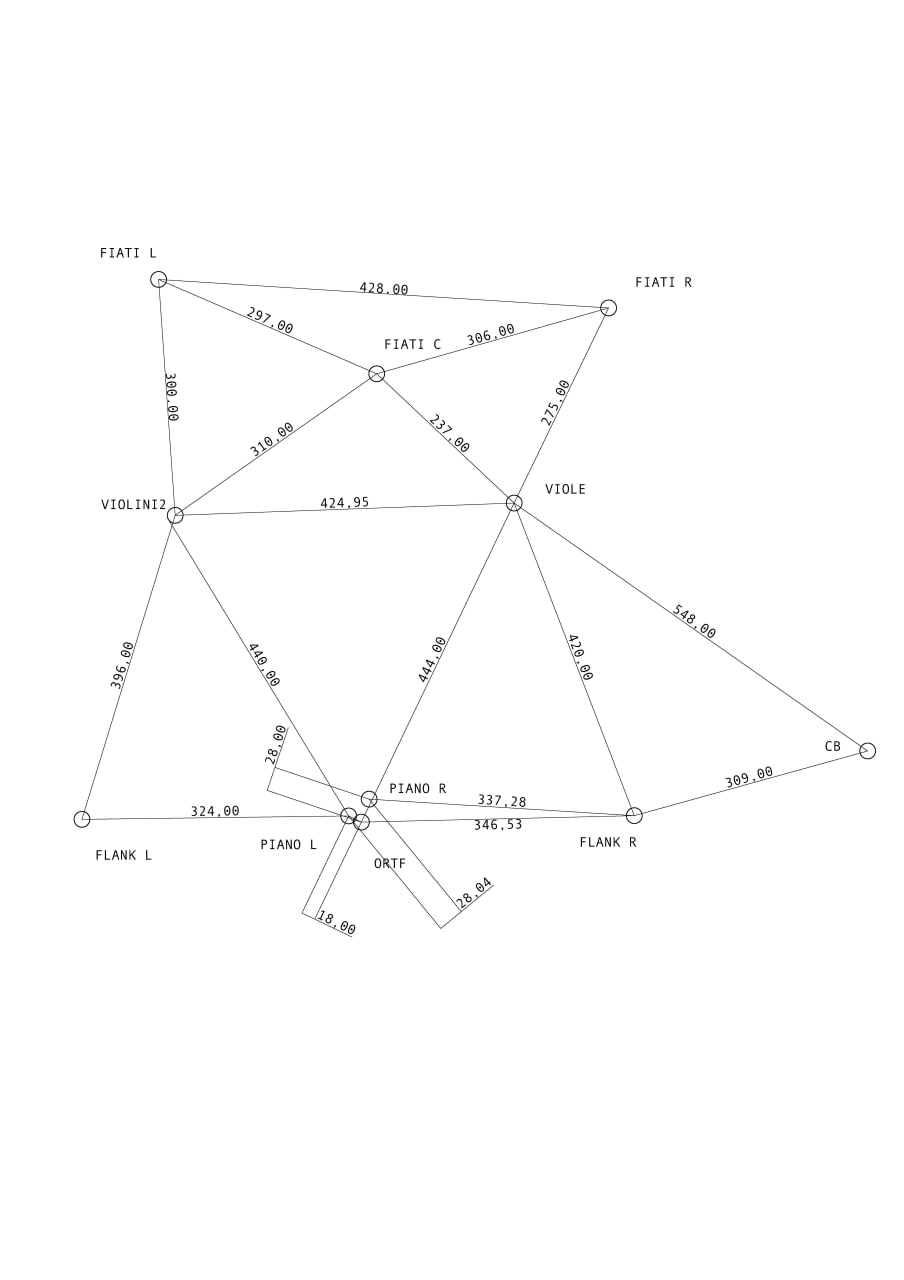 FIATI L
FIATI R
428,00
297,00
306,00
FIATI C
300,00
275,00
310,00
237,00
VIOLINI2
424,95
VIOLE
548,00
396,00
440,00
444,00
420,00
28,00
CB
309,00
PIANO R
337,28
324,00
346,53
FLANK L
PIANO L
ORTF
FLANK R
28,04
18,00